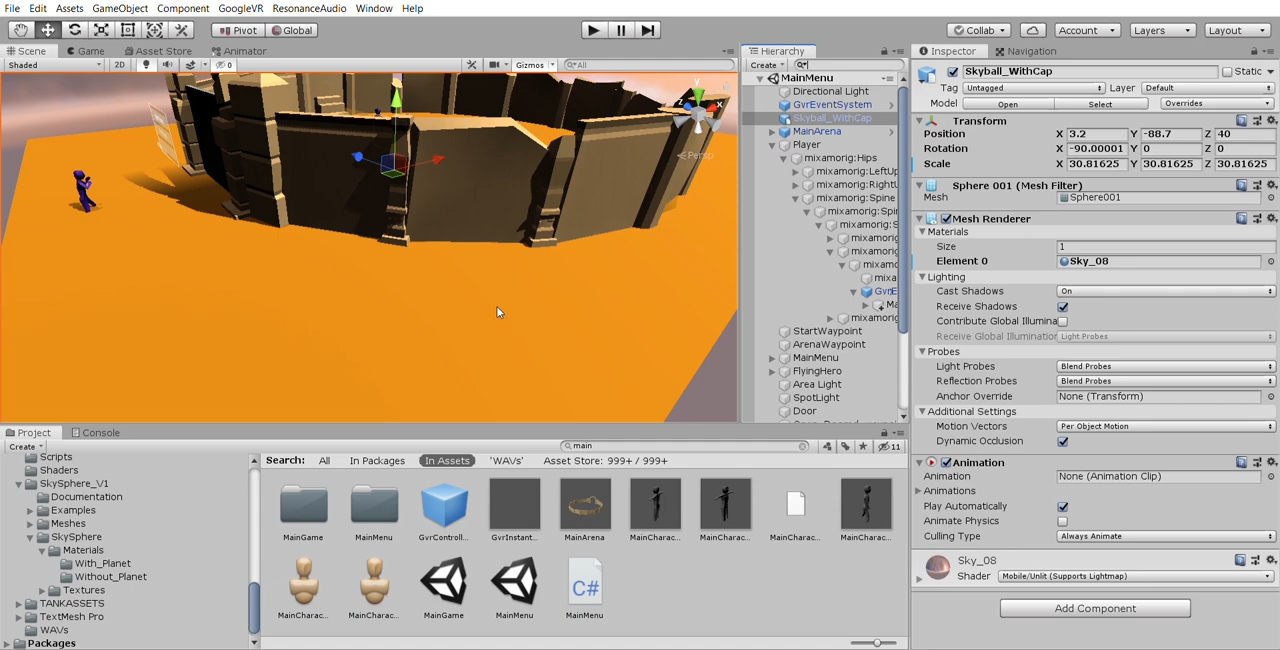 File Edit Assets GameObject Component GoogleVR ResonanceAudio Window Help
Pivot Global Collab Account Layers Layout
Scene Game Asset Store Animator
Shaded 2D 0 Gizmos All
Persp
Hierarchy
Create
MainMenu
Directional Light
GvrEventSystem
Skyball_WithCap
MainArena
Player
mixamorig:Hips
mixamorig:LeftU
mixamorig:RightU
mixamorig:Spine
mixamorig:Spi
mixamorig:S
mixamori
mixamori
mixamo
mixa
GvrE
Ma
mixamori
StartWaypoint
ArenaWaypoint
MainMenu
FlyingHero
Area Light
SpotLight
Door
Inspector Navigation
Skyball_WithCap Static
Tag Untagged Layer Default
Model Open Select Overrides
Transform
Position X 3.2 Y -88.7 Z 40
Rotation X -90.00001 Y 0 Z 0
Scale X 30.81625 Y 30.81625 Z 30.81625
Sphere 001 (Mesh Filter)
Mesh Sphere001
Mesh Renderer
Materials
Size 1
Element 0 Sky_08
Lighting
Cast Shadows On
Receive Shadows
Contribute Global Illumina
Receive Global Illumination Light Probes
Probes
Light Probes Blend Probes
Reflection Probes Blend Probes
Anchor Override None (Transform)
Additional Settings
Motion Vectors Per Object Motion
Dynamic Occlusion
Animation
Animation None (Animation Clip)
Animations
Play Automatically
Animate Physics
Culling Type Always Animate
Sky_08
Shader Mobile/Unlit (Supports Lightmap)
Add Component
Project Console
Create main 11
Scripts
Shaders
SkySphere_V1
Documentation
Examples
Meshes
SkySphere
Materials
With_Planet
Without_Planet
Textures
TANKASSETS
TextMesh Pro
WAVs
Packages
Search: All In Packages In Assets 'WAVs' Asset Store: 999+ / 999+
MainGame MainMenu GvrControll... GvrInstant... MainArena MainCharac... MainCharac... MainCharac... MainCharac...
C#
MainCharac... MainCharac... MainGame MainMenu MainMenu